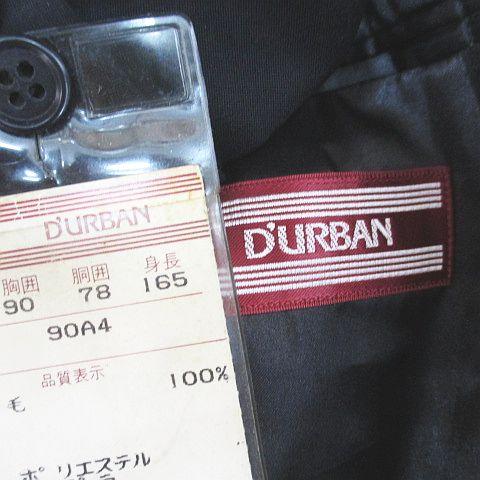 D'URBAN
胸囲 胴囲 身長
90 78 165
90A4
品質表示
毛 100%
ポリエステル
D'URBAN